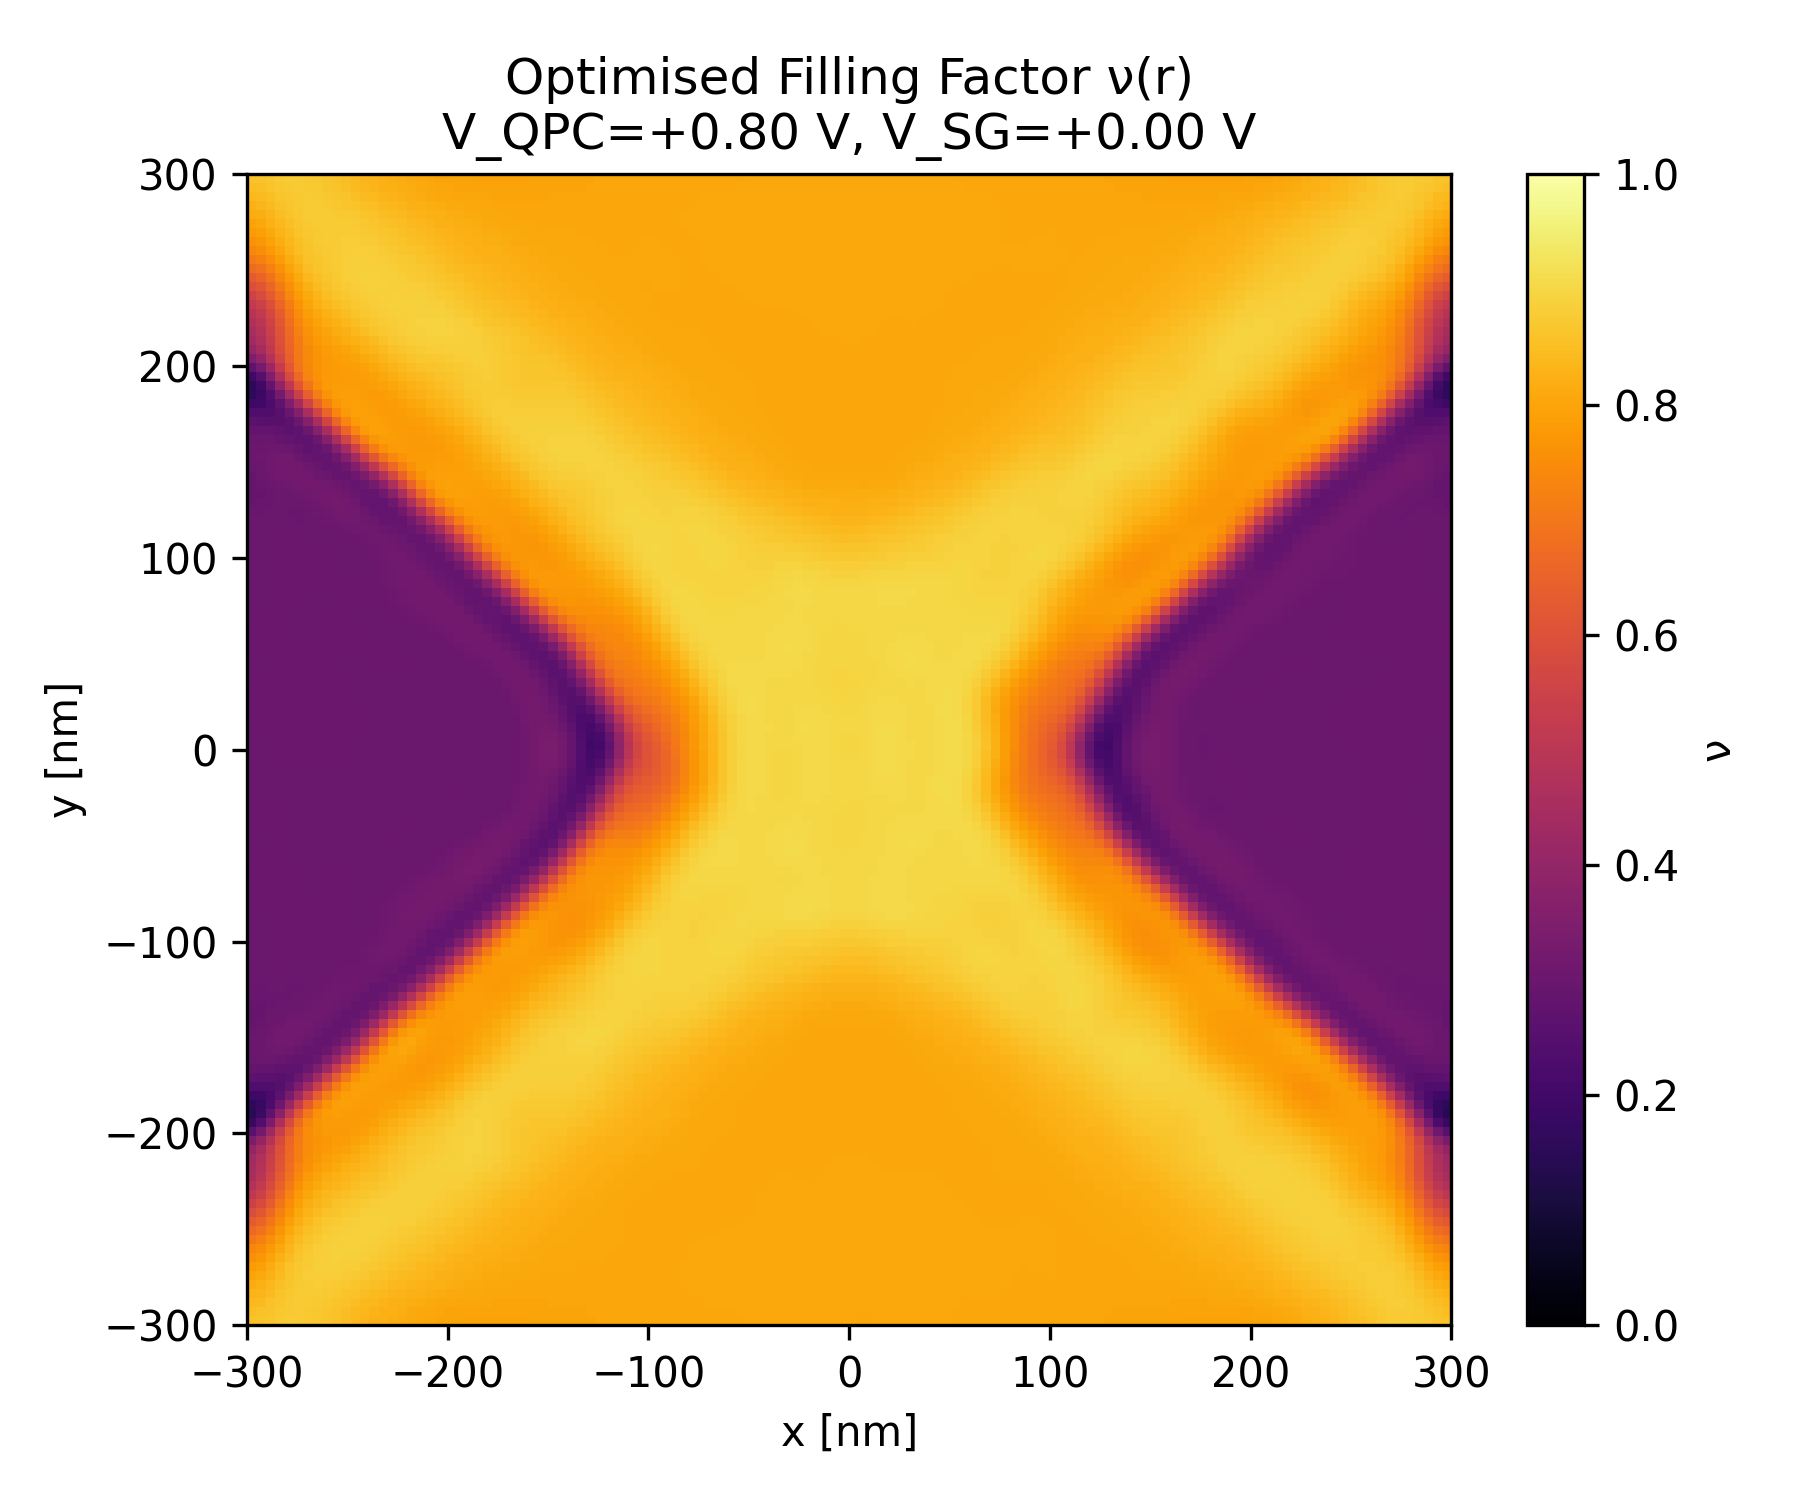 Optimised Filling Factor ν(r)
V_QPC=+0.80 V, V_SG=+0.00 V
300
200
100
0
−100
−200
−300
y [nm]
−300 −200 −100 0 100 200 300
x [nm]
1.0
0.8
0.6
0.4
0.2
0.0
ν